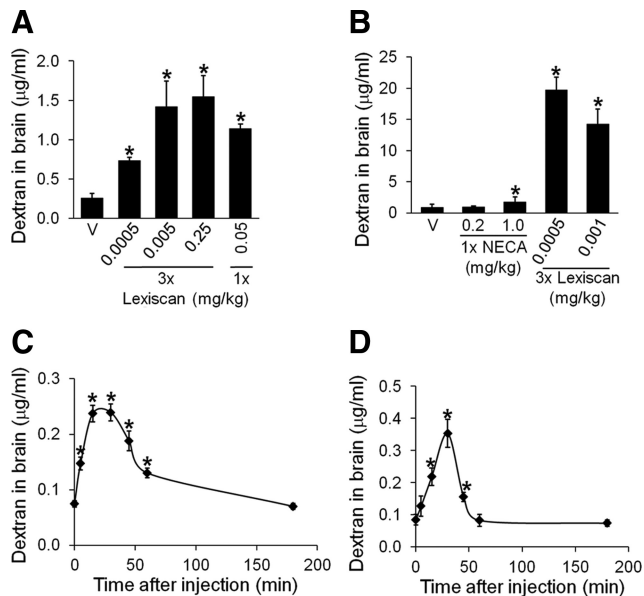 A
Dextran in brain (µg/ml)
2.0
1.5
1.0
0.5
0.0
V
0.0005
0.005
0.25
0.05
3x
1x
Lexiscan (mg/kg)
*
*
*
*
B
Dextran in brain (µg/ml)
25
20
15
10
5
0
V
0.2
1.0
0.0005
0.001
1x NECA
(mg/kg)
3x Lexiscan
(mg/kg)
*
*
*
C
Dextran in brain (µg/ml)
0.3
0.2
0.1
0.0
0
50
100
150
200
Time after injection (min)
*
*
*
*
*
D
Dextran in brain (µg/ml)
0.5
0.4
0.3
0.2
0.1
0.0
0
50
100
150
200
Time after injection (min)
*
*
*